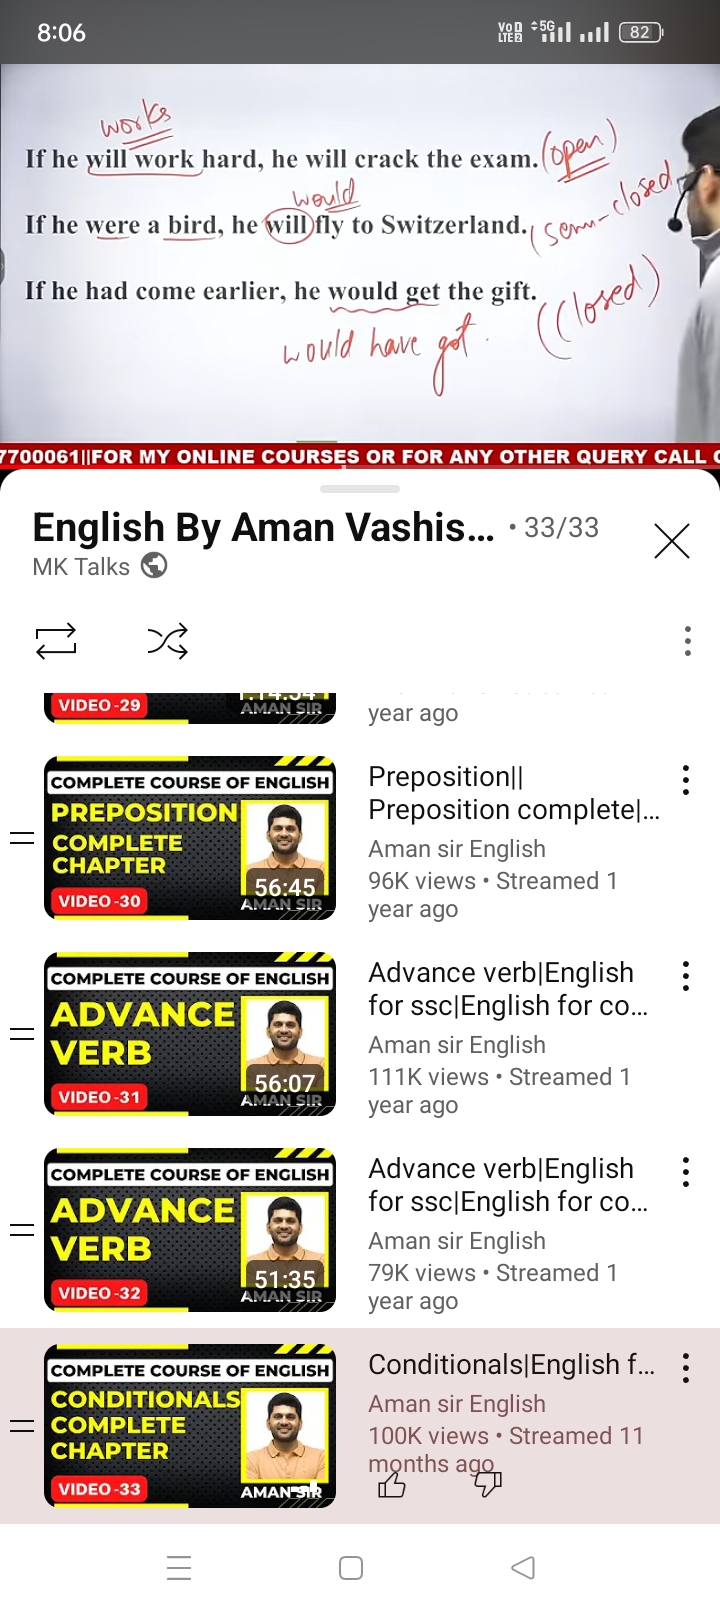 8:06
VoD LTE2 5G 82
works
If he will work hard, he will crack the exam. (open)
would
If he were a bird, he will fly to Switzerland. (semi-closed
If he had come earlier, he would get the gift. (Closed)
would have got.
7700061||FOR MY ONLINE COURSES OR FOR ANY OTHER QUERY CALL
English By Aman Vashis... • 33/33
MK Talks
VIDEO-29
1:14:34
AMAN SIR
year ago
COMPLETE COURSE OF ENGLISH
PREPOSITION
COMPLETE
CHAPTER
VIDEO-30
56:45
AMAN SIR
Preposition||
Preposition complete|...
Aman sir English
96K views • Streamed 1
year ago
COMPLETE COURSE OF ENGLISH
ADVANCE
VERB
VIDEO-31
56:07
AMAN SIR
Advance verb|English
for ssc|English for co...
Aman sir English
111K views • Streamed 1
year ago
COMPLETE COURSE OF ENGLISH
ADVANCE
VERB
VIDEO-32
51:35
AMAN SIR
Advance verb|English
for ssc|English for co...
Aman sir English
79K views • Streamed 1
year ago
COMPLETE COURSE OF ENGLISH
CONDITIONALS
COMPLETE
CHAPTER
VIDEO-33
AMAN SIR
Conditionals|English f...
Aman sir English
100K views • Streamed 11
months ago